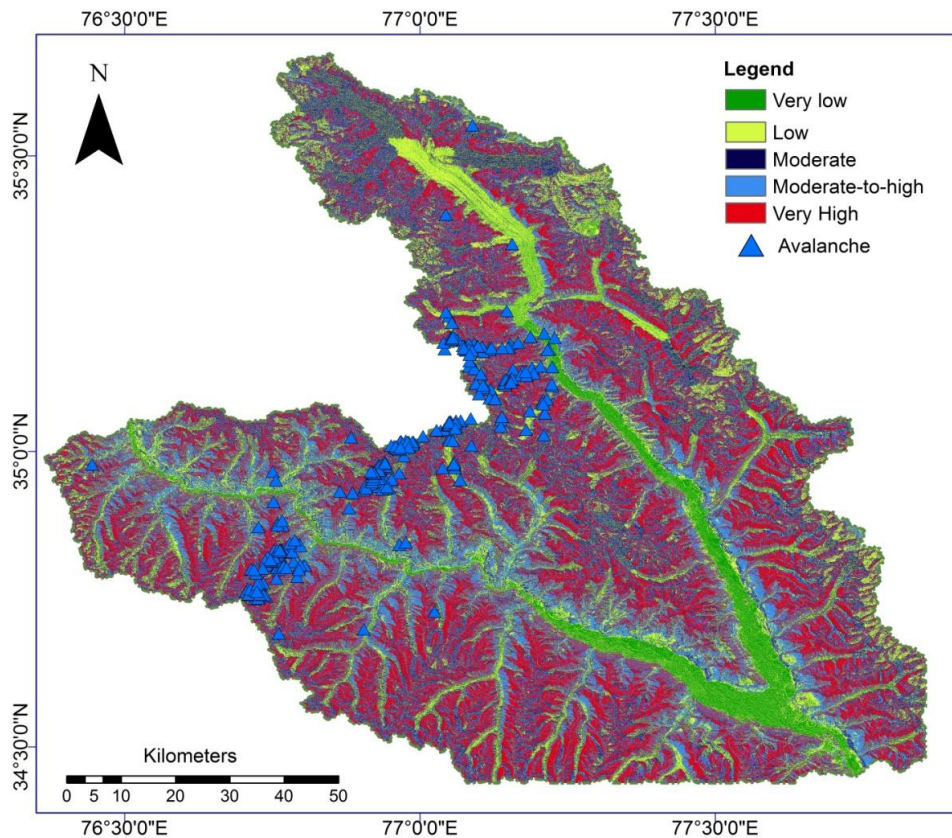 76°30'0"E 77°0'0"E 77°30'0"E
N
Legend
Very low
Low
Moderate
Moderate-to-high
Very High
Avalanche
35°30'0"N
35°0'0"N
34°30'0"N
Kilometers
0 5 10 20 30 40 50
76°30'0"E 77°0'0"E 77°30'0"E